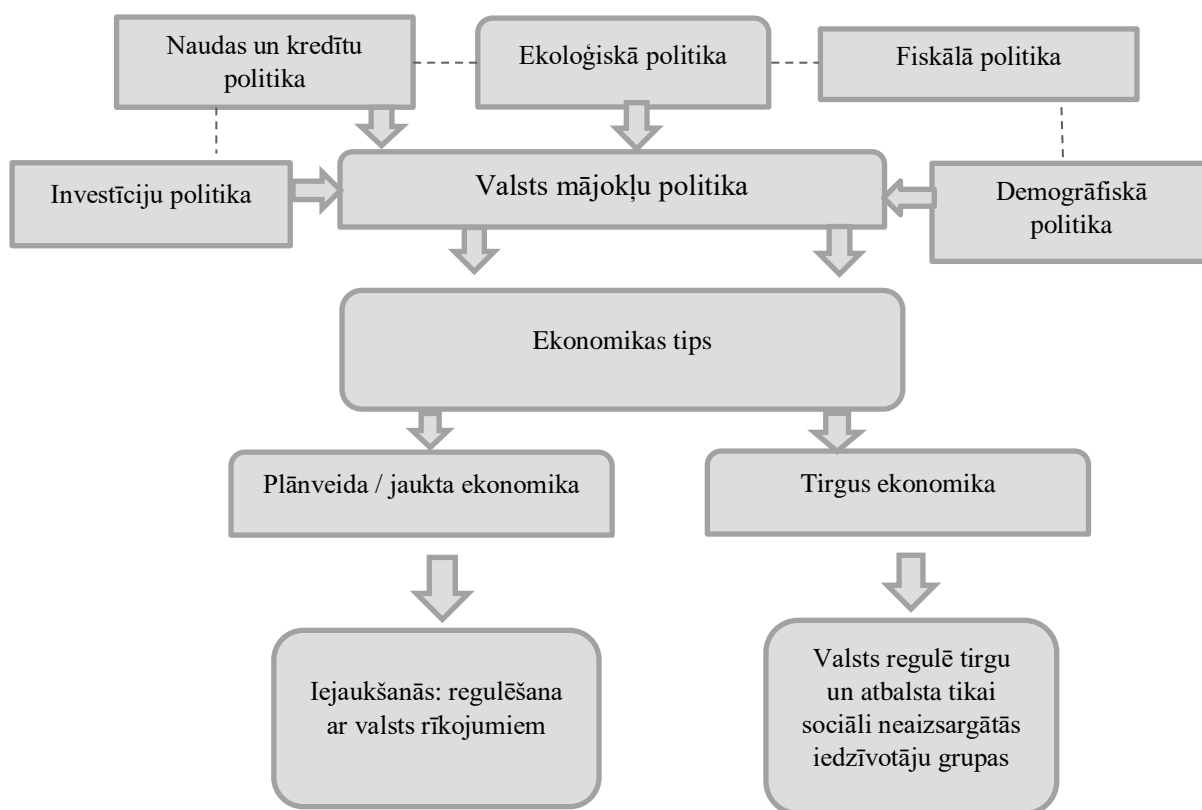 Naudas un kredītu
politika
Ekoloģiskā politika
Fiskālā politika
Investīciju politika
Valsts mājokļu politika
Demogrāfiskā
politika
Ekonomikas tips
Plānveida / jaukta ekonomika
Tirgus ekonomika
Iejaukšanās: regulēšana
ar valsts rīkojumiem
Valsts regulē tirgu
un atbalsta tikai
sociāli neaizsargātās
iedzīvotāju grupas